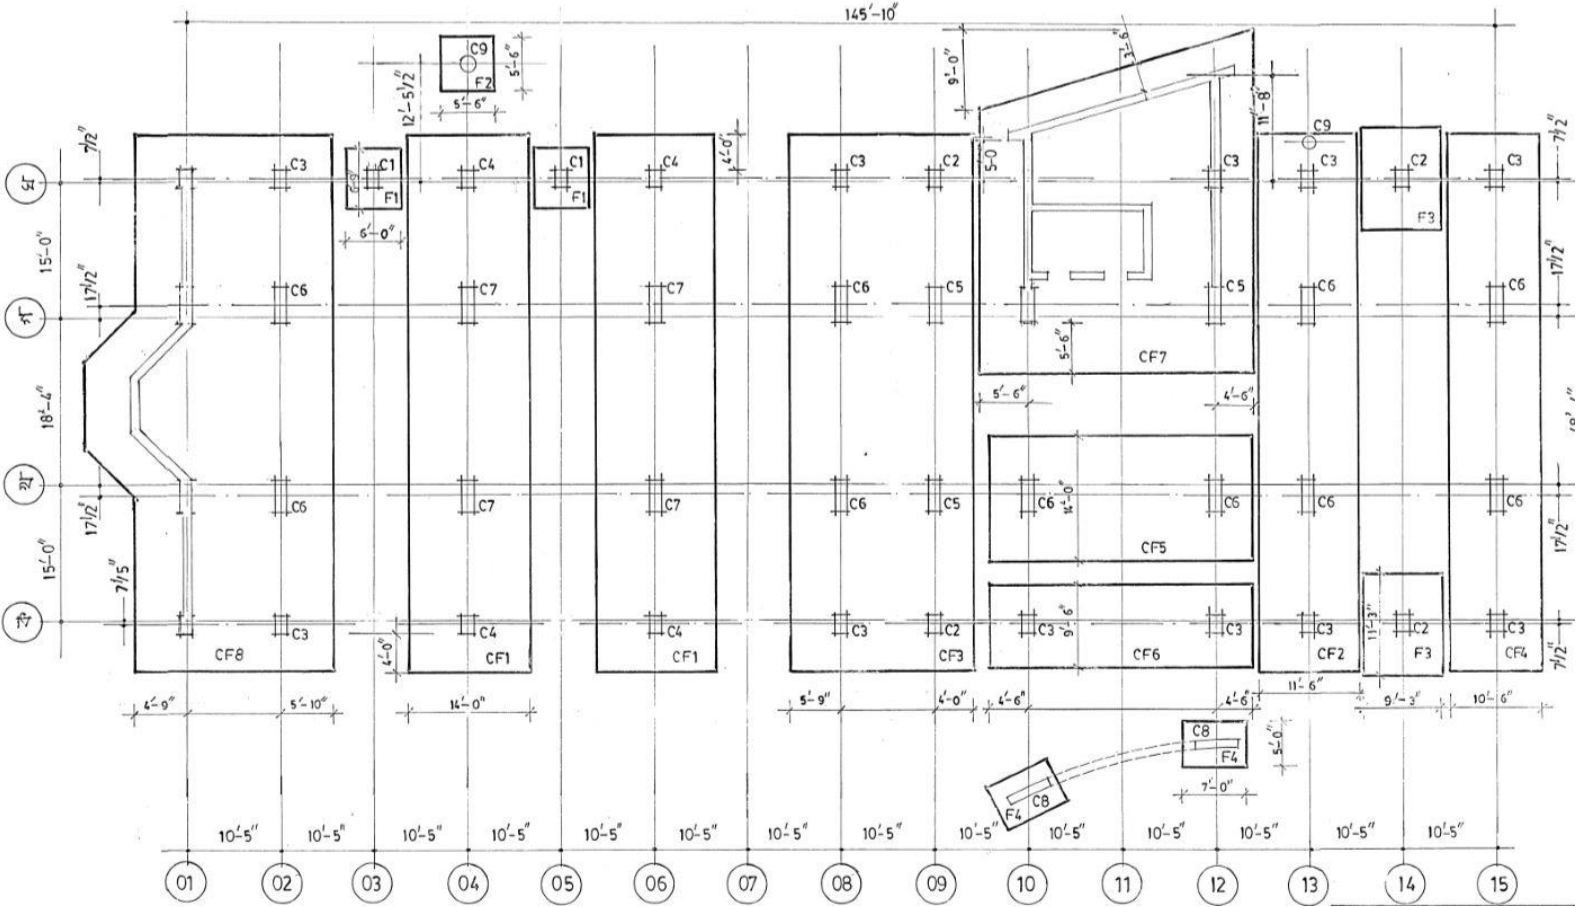 145'-10"
C9
F2
5'-6"
5'-6"
12'-5 1/2"
9'-0"
3'-6"
11'-8"
7 1/2"
C3
C1
F1
6'-0"
C4
C1
F1
C4
4'-0"
C3
C2
5'-0
C3
C9
C3
C2
F3
C3
7 1/2"
15'-0"
17 1/2"
C6
C7
C7
C6
C5
C5
C6
C6
17 1/2"
5'-6"
CF7
5'-6"
4'-6"
18'-4"
17 1/2"
C6
C7
C7
C6
C5
C6
14'-0"
C6
C6
C6
CF5
17 1/2"
15'-0"
7 1/5"
C3
CF8
4'-0"
C4
CF1
C4
CF1
C3
C2
CF3
C3
9'-6"
C3
CF6
C3
CF2
11'-3"
C2
F3
C3
CF4
7 1/2"
4'-9"
5'-10"
14'-0"
5'-9"
4'-0"
4'-6"
4'-6"
11'-6"
9'-3"
10'-6"
C8
F4
5'-0"
7'-0"
F4
C8
10'-5" 10'-5" 10'-5" 10'-5" 10'-5" 10'-5" 10'-5" 10'-5" 10'-5" 10'-5" 10'-5" 10'-5" 10'-5" 10'-5"
01 02 03 04 05 06 07 08 09 10 11 12 13 14 15